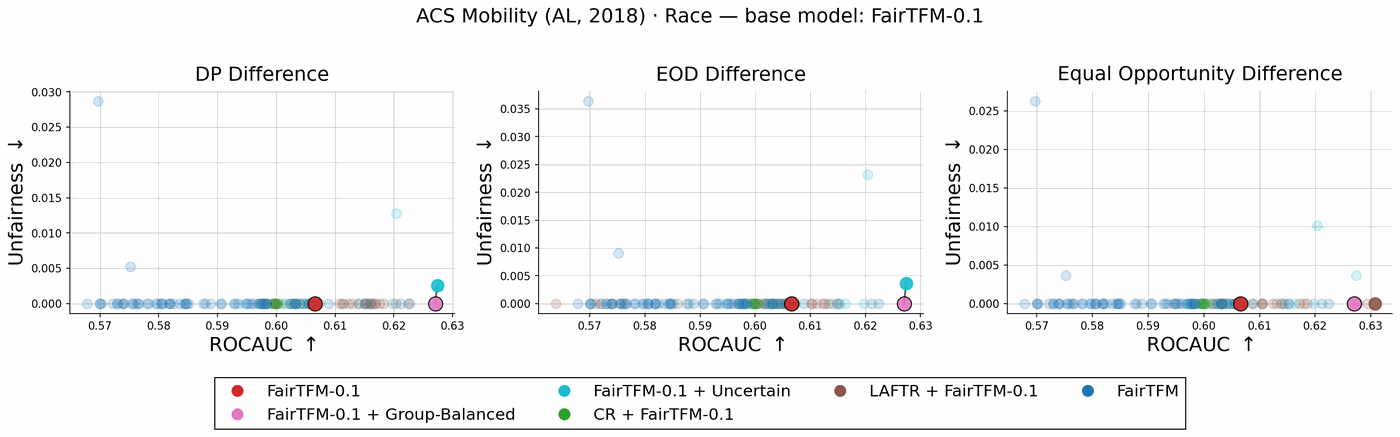 ACS Mobility (AL, 2018) · Race — base model: FairTFM-0.1
DP Difference
EOD Difference
Equal Opportunity Difference
Unfairness ↓
0.030
0.025
0.020
0.015
0.010
0.005
0.000
0.57 0.58 0.59 0.60 0.61 0.62 0.63
ROCAUC ↑
Unfairness ↓
0.035
0.030
0.025
0.020
0.015
0.010
0.005
0.000
0.57 0.58 0.59 0.60 0.61 0.62 0.63
ROCAUC ↑
Unfairness ↓
0.025
0.020
0.015
0.010
0.005
0.000
0.57 0.58 0.59 0.60 0.61 0.62 0.63
ROCAUC ↑
FairTFM-0.1
FairTFM-0.1 + Group-Balanced
FairTFM-0.1 + Uncertain
CR + FairTFM-0.1
LAFTR + FairTFM-0.1
FairTFM